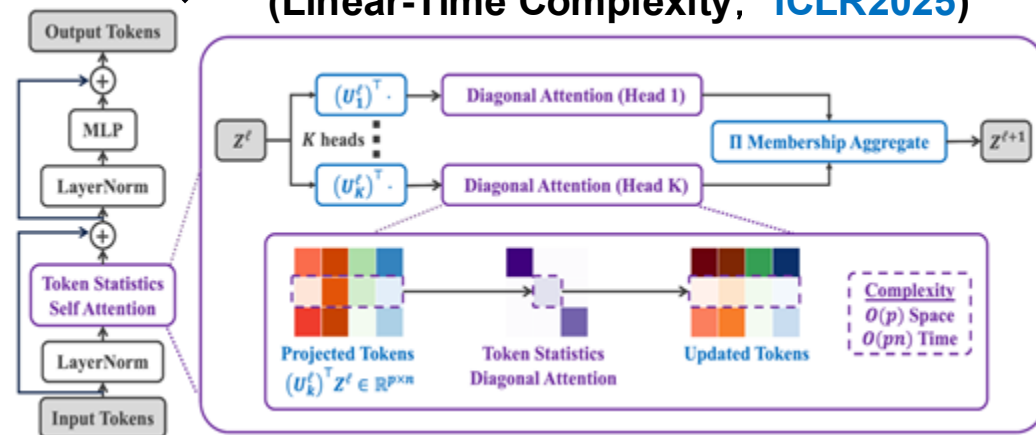 (Linear-Time Complexity, ICLR2025)
Output Tokens
+
MLP
LayerNorm
+
Token Statistics
Self Attention
LayerNorm
Input Tokens
Z^ℓ
K heads
(U_1^ℓ)^⊤ ·
(U_K^ℓ)^⊤ ·
Diagonal Attention (Head 1)
Diagonal Attention (Head K)
Π Membership Aggregate
Z^{ℓ+1}
Projected Tokens
(U_k^ℓ)^⊤ Z^ℓ ∈ ℝ^{p×n}
Token Statistics
Diagonal Attention
Updated Tokens
Complexity
O(p) Space
O(pn) Time